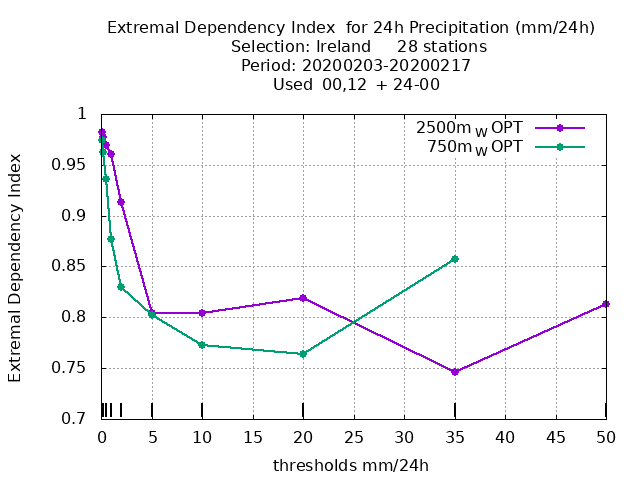 Extremal Dependency Index  for 24h Precipitation (mm/24h)
Selection: Ireland     28 stations
Period: 20200203-20200217
Used  00,12  + 24-00
2500m W OPT
750m W OPT
Extremal Dependency Index
1
0.95
0.9
0.85
0.8
0.75
0.7
0 5 10 15 20 25 30 35 40 45 50
thresholds mm/24h